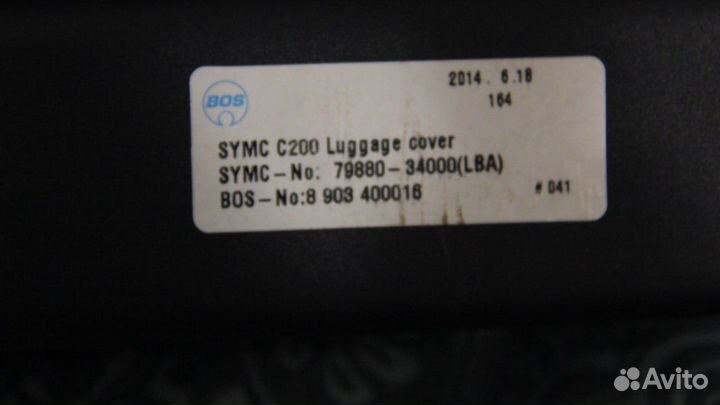 BOS
2014. 6.18
164
SYMC C200 Luggage cover
SYMC-No: 79880-34000(LBA)
BOS-No:8 903 400016
# 041
Avito